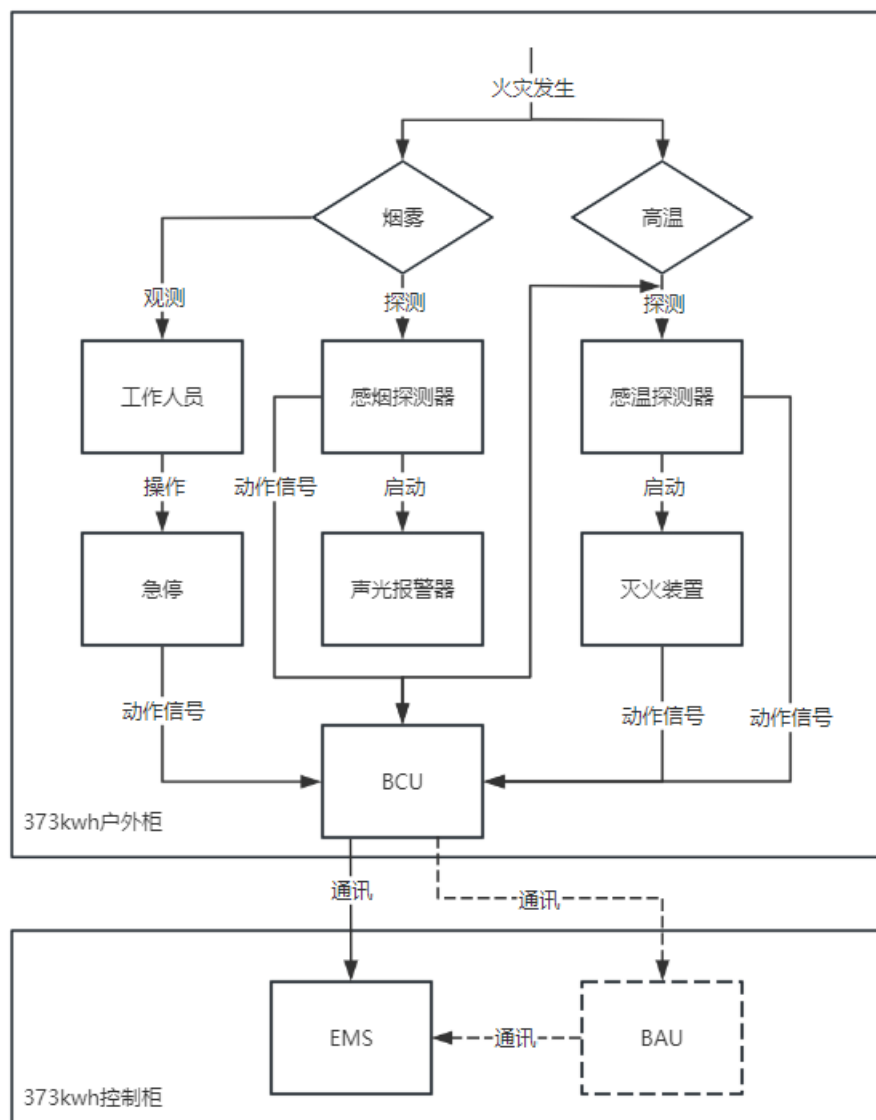 火灾发生
烟雾
高温
观测
探测
探测
工作人员
感烟探测器
感温探测器
操作
动作信号
启动
启动
急停
声光报警器
灭火装置
动作信号
动作信号
动作信号
BCU
373kwh户外柜
通讯
通讯
EMS
通讯
BAU
373kwh控制柜